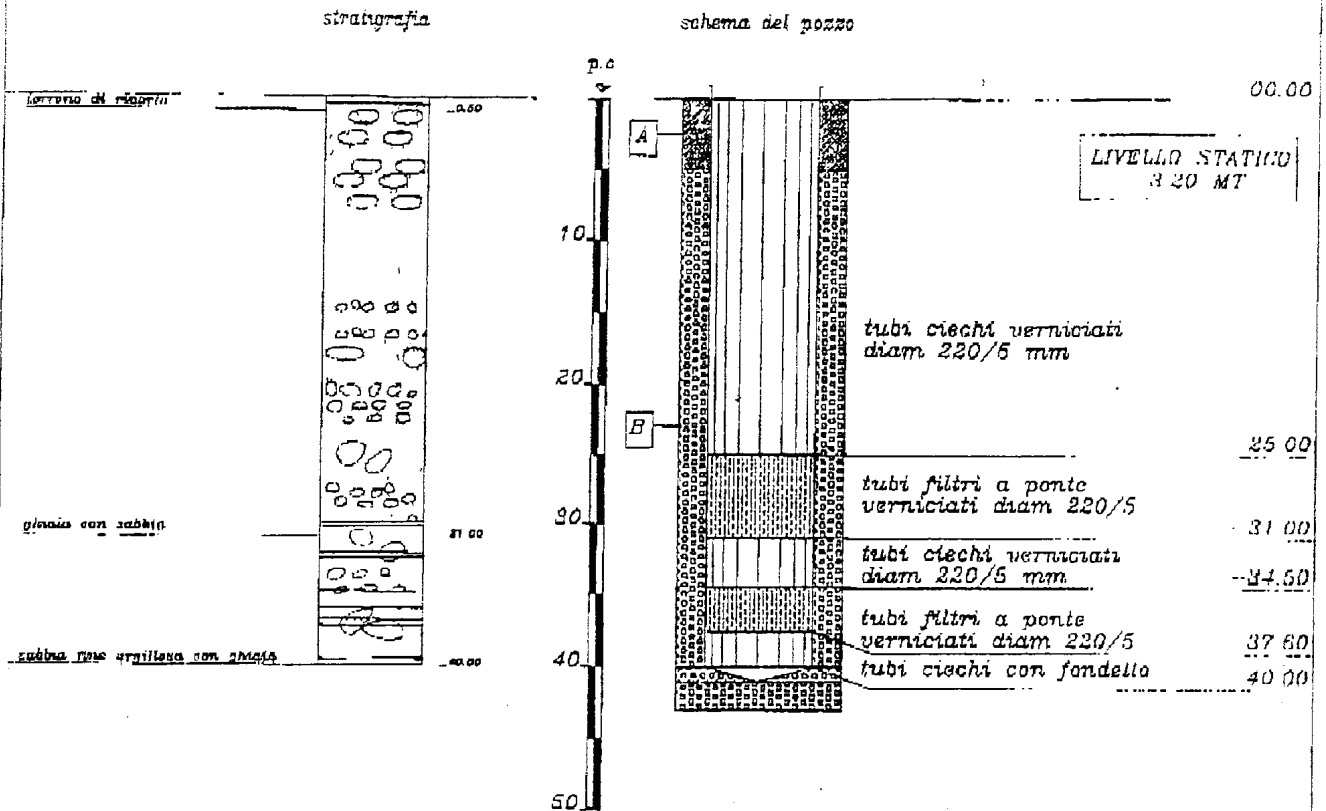 stratigrafia
schema del pozzo
p.c
00.00
terreno di riporto
0.50
A
LIVELLO STATICO
3 20 MT
10
tubi ciechi verniciati
diam 220/5 mm
20
B
25 00
tubi filtri a ponte
verniciati diam 220/5
30
ghiaia con sabbia
31 00
31 00
tubi ciechi verniciati
diam 220/5 mm
34.50
tubi filtri a ponte
verniciati diam 220/5
sabbia fine argillosa con ghiaia
40.00
40
37 60
tubi ciechi con fondello
40 00
50